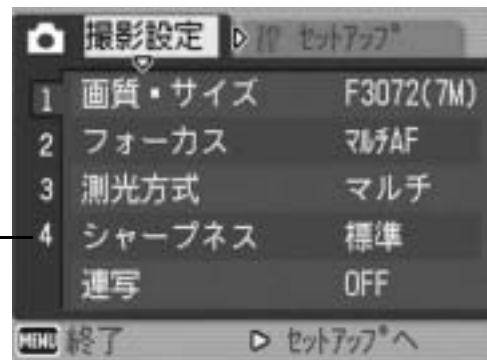 撮影設定 セットアップ
1 画質・サイズ F3072(7M)
2 フォーカス マルチAF
3 測光方式 マルチ
4 シャープネス 標準
連写 OFF
MENU 終了 セットアップへ